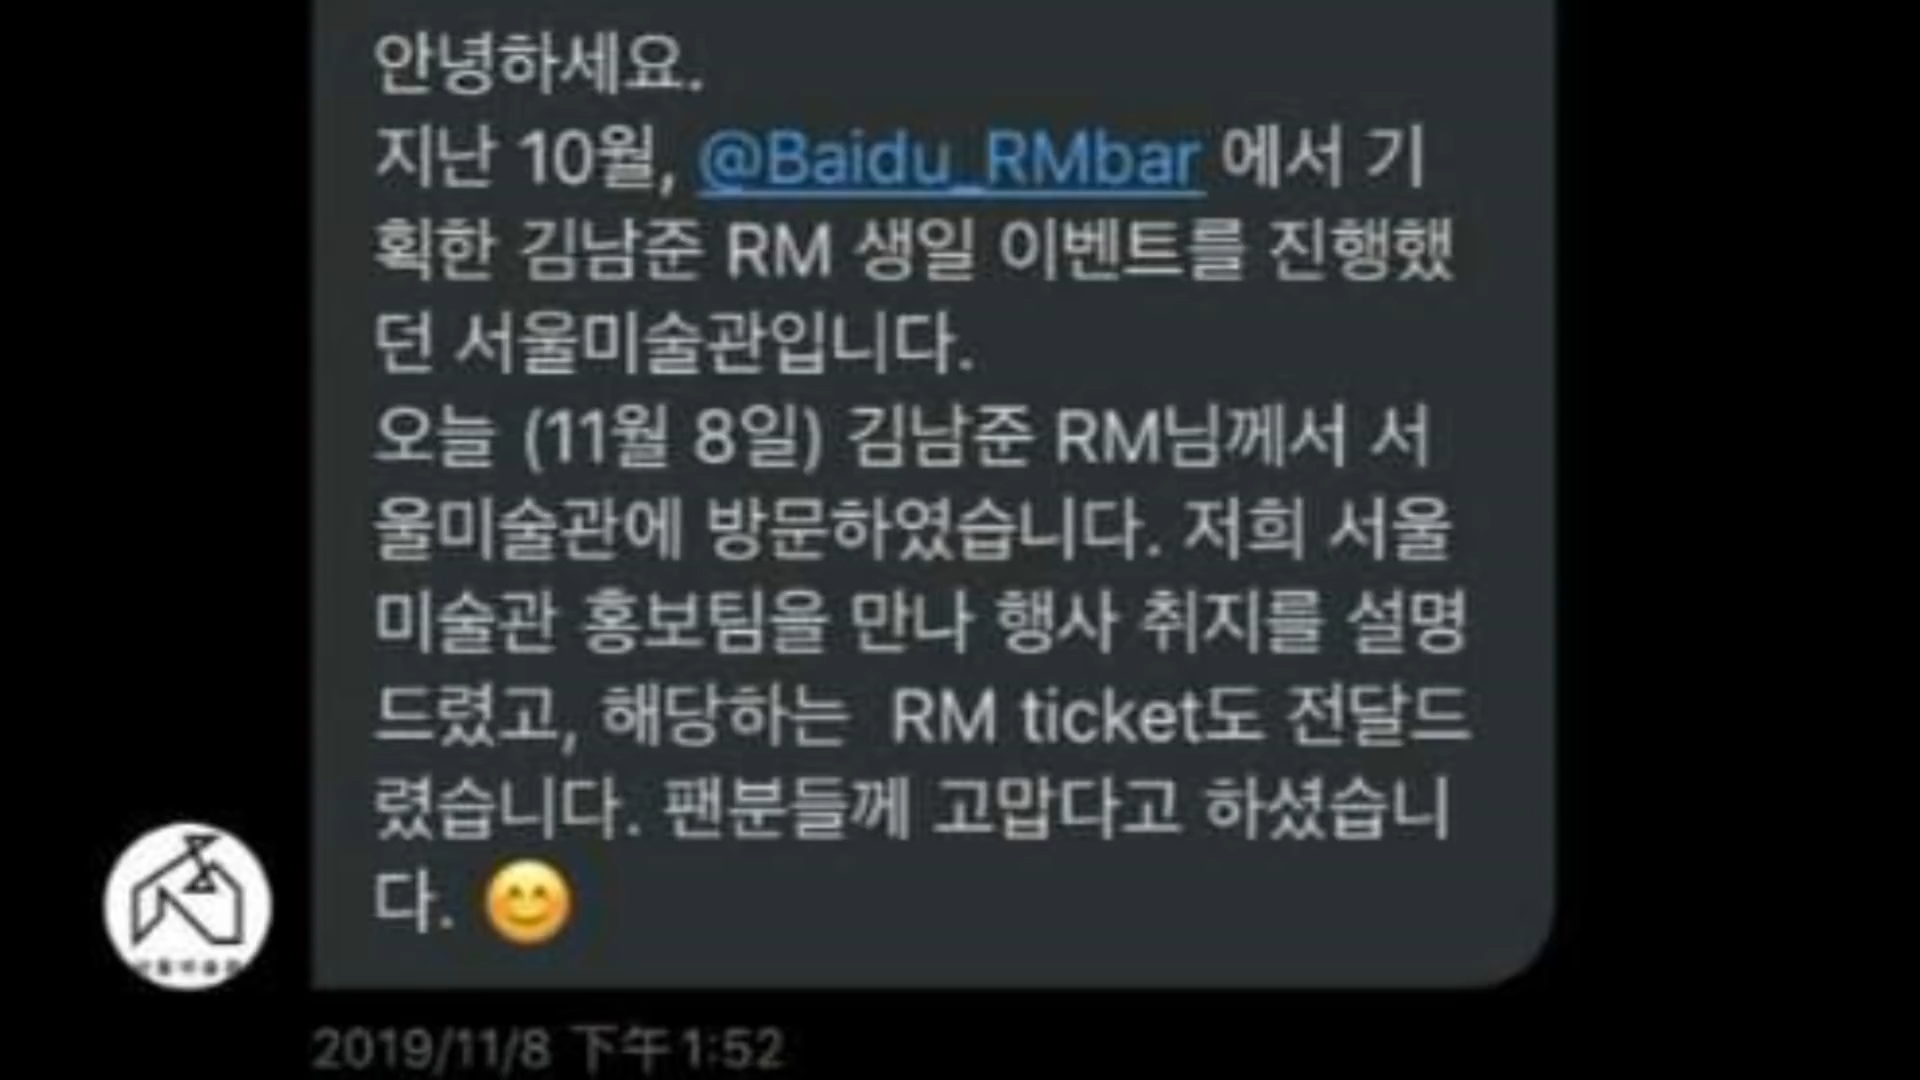 안녕하세요.
지난 10월, @Baidu_RMbar 에서 기
획한 김남준 RM 생일 이벤트를 진행했
던 서울미술관입니다.
오늘 (11월 8일) 김남준 RM님께서 서
울미술관에 방문하였습니다. 저희 서울
미술관 홍보팀을 만나 행사 취지를 설명
드렸고, 해당하는 RM ticket도 전달드
렸습니다. 팬분들께 고맙다고 하셨습니
다. 😊
서울미술관
2019/11/8 下午1:52